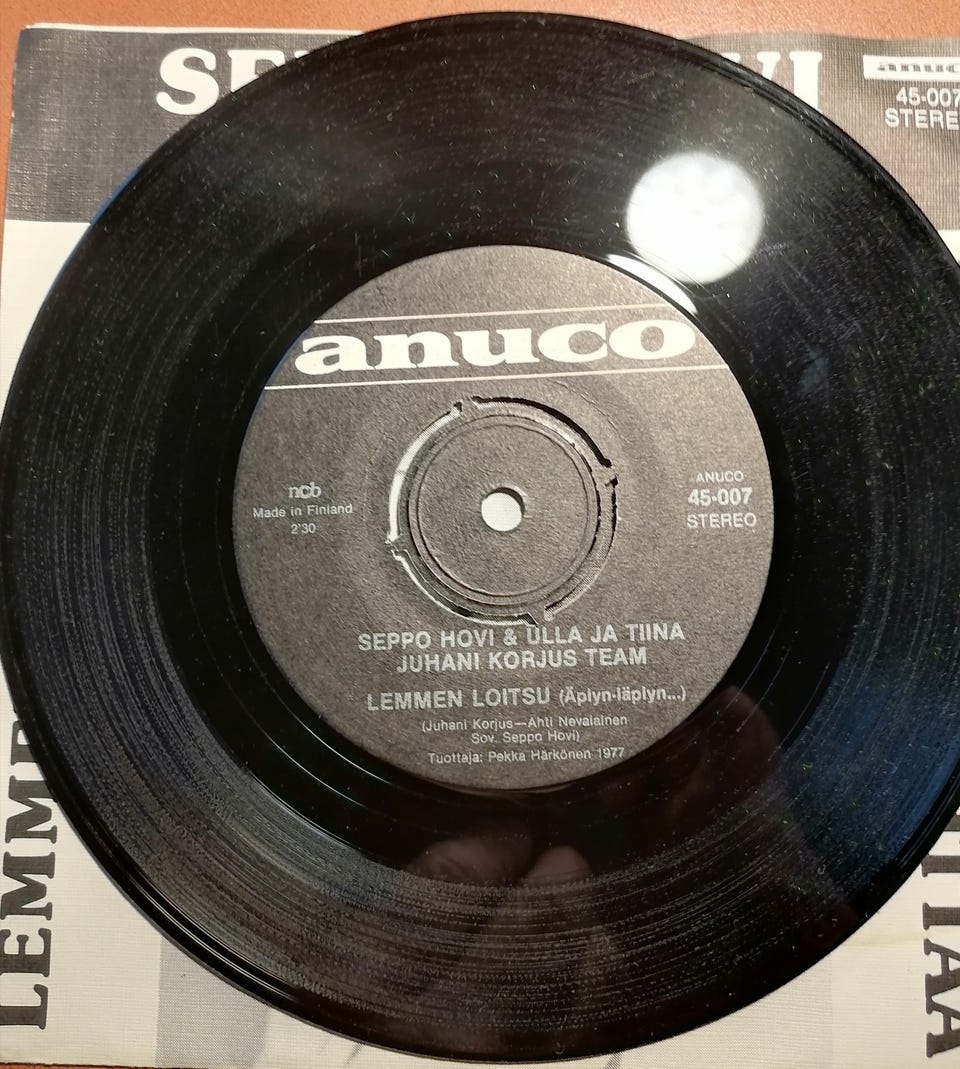 anuco
45-007
STERE
anuco
ncb
Made in Finland
2'30
ANUCO
45-007
STEREO
SEPPO HOVI & ULLA JA TIINA
JUHANI KORJUS TEAM
LEMMEN LOITSU (Äplyn-läplyn...)
(Juhani Korjus—Ahti Nevalainen
Sov. Seppo Hovi)
Tuottaja: Pekka Härkönen 1977
LEMME